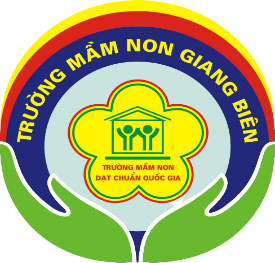 TRƯỜNG MẦM NON GIANG BIÊN
TRƯỜNG MẦM NON
ĐẠT CHUẨN QUỐC GIA